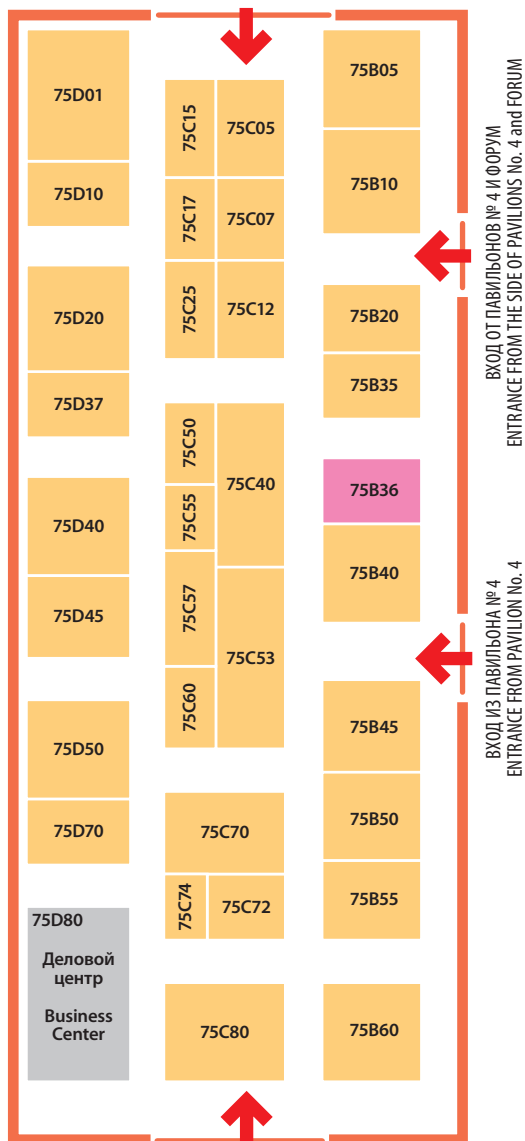 75D01
75D10
75D20
75D37
75D40
75D45
75D50
75D70
75D80
Деловой
центр
Business
Center
75C15
75C05
75C17
75C07
75C25
75C12
75C50
75C40
75C55
75C57
75C53
75C60
75C70
75C74
75C72
75C80
75B05
75B10
75B20
75B35
75B36
75B40
75B45
75B50
75B55
75B60
ВХОД ОТ ПАВИЛЬОНОВ № 4 И ФОРУМ
ENTRANCE FROM THE SIDE OF PAVILIONS No. 4 and FORUM
ВХОД ИЗ ПАВИЛЬОНА № 4
ENTRANCE FROM PAVILION No. 4